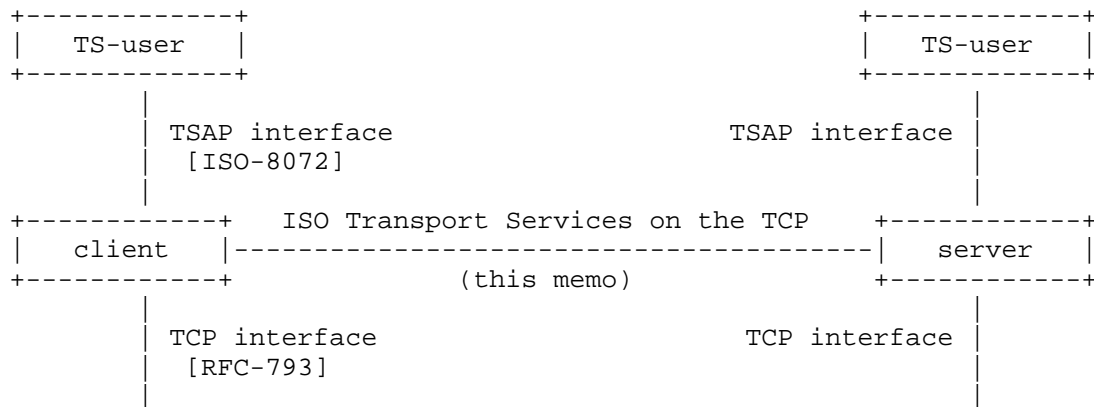 TS-user TS-user
TSAP interface TSAP interface
[ISO-8072]
ISO Transport Services on the TCP
client server
(this memo)
TCP interface TCP interface
[RFC-793]